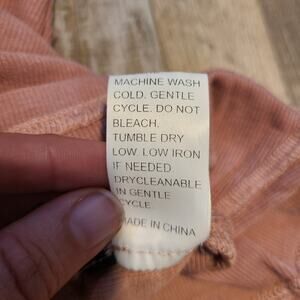 MACHINE WASH
COLD. GENTLE
CYCLE. DO NOT
BLEACH.
TUMBLE DRY
LOW. LOW IRON
IF NEEDED.
DRYCLEANABLE
IN GENTLE
CYCLE
MADE IN CHINA